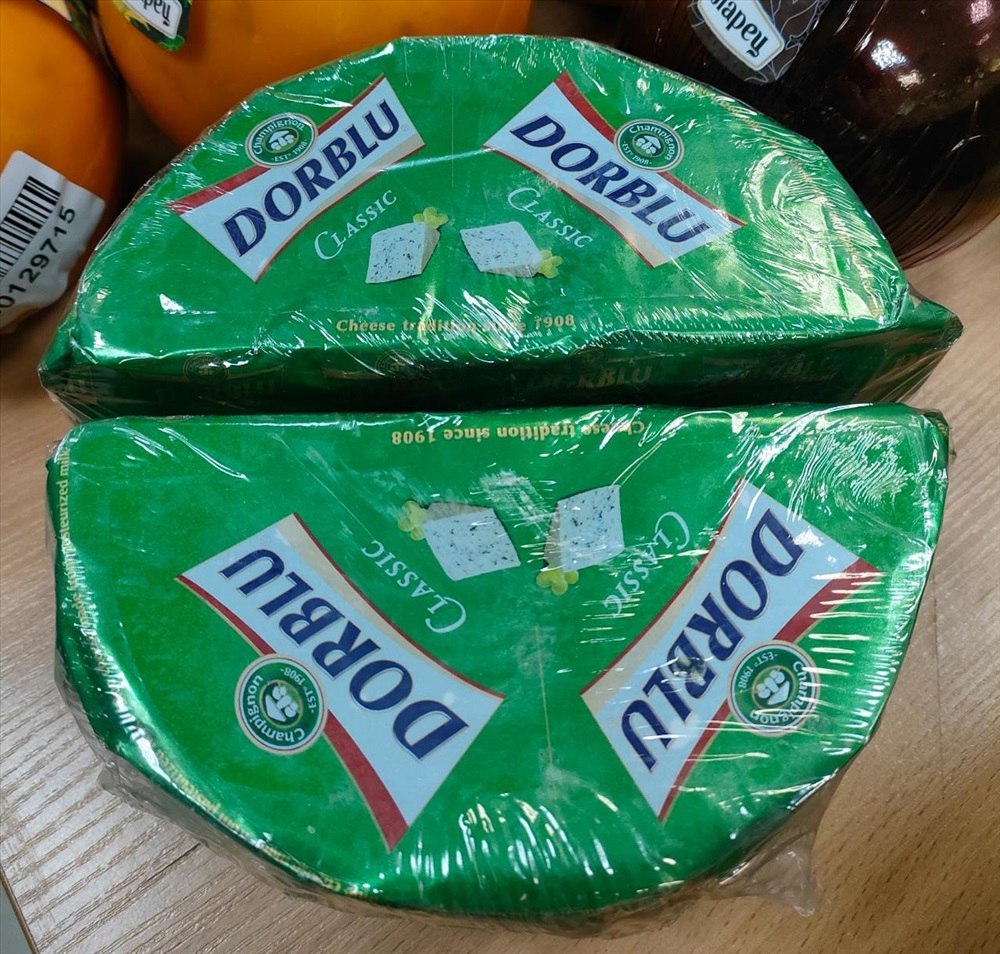 0129715
Champignon
-EST. 1908-
DORBLU
CLASSIC
Champignon
-EST. 1908-
DORBLU
CLASSIC
Cheese tradition since 1908
DORBLU
Cheese tradition since 1908
CLASSIC
DORBLU
Champignon
-EST. 1908-
CLASSIC
DORBLU
Champignon
-EST. 1908-